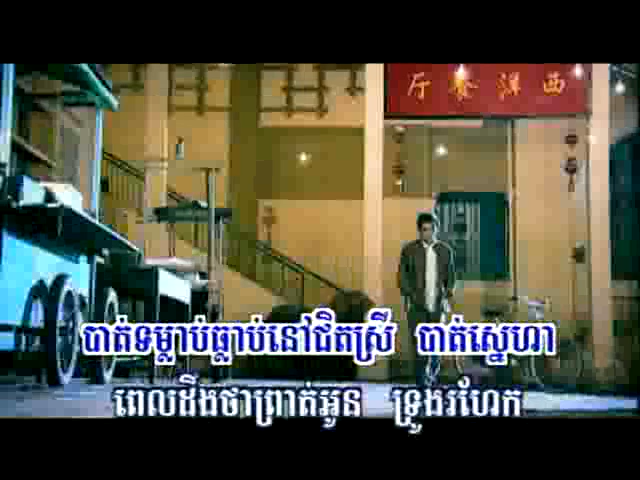 西洋餐厅
បាត់ទម្លាប់ធ្លាប់នៅជិតស្រី បាត់ស្នេហា
ពេលដឹងថាព្រាត់អូន ទ្រូងរហែក